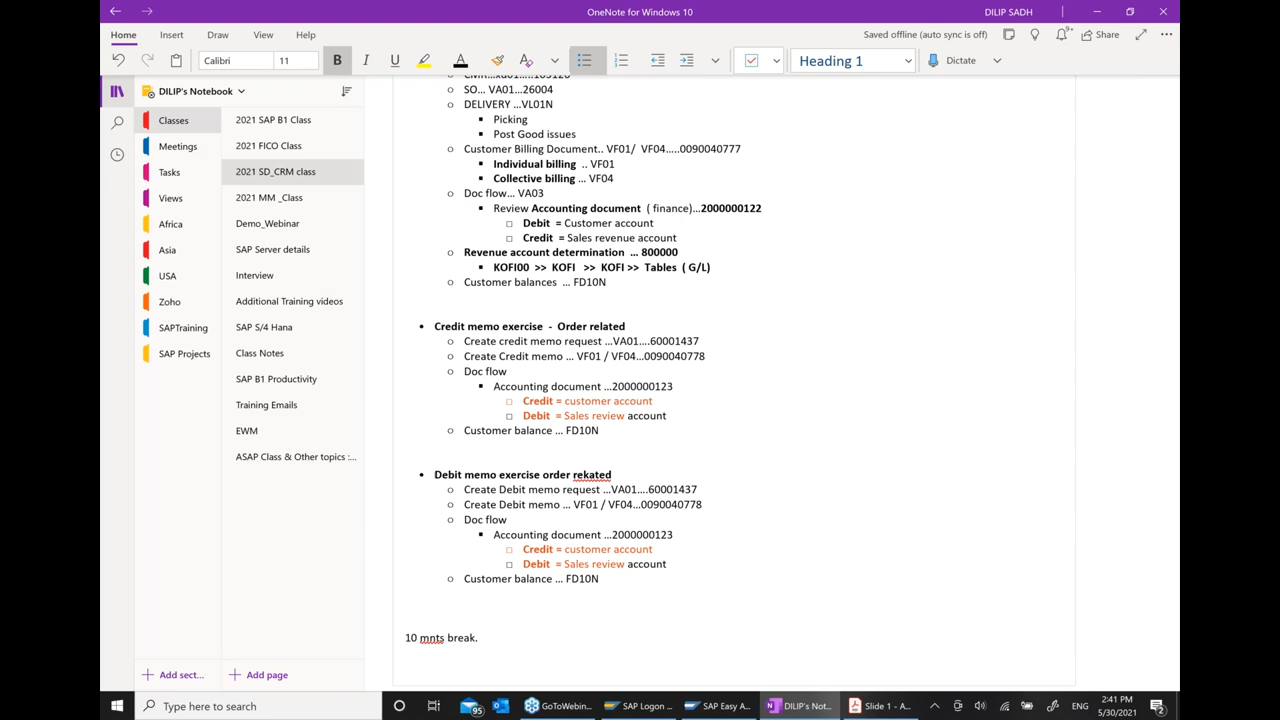 OneNote for Windows 10
DILIP SADH
Home
Insert
Draw
View
Help
Saved offline (auto sync is off)
9+
Share
Calibri
11
B
I
U
A
Heading 1
Dictate
DILIP's Notebook
Classes
Meetings
Tasks
Views
Africa
Asia
USA
Zoho
SAPTraining
SAP Projects
2021 SAP B1 Class
2021 FICO Class
2021 SD_CRM class
2021 MM _Class
Demo_Webinar
SAP Server details
Interview
Additional Training videos
SAP S/4 Hana
Class Notes
SAP B1 Productivity
Training Emails
EWM
ASAP Class & Other topics :...
SO... VA01...26004
DELIVERY ...VL01N
Picking
Post Good issues
Customer Billing Document.. VF01/ VF04.....0090040777
Individual billing .. VF01
Collective billing ... VF04
Doc flow... VA03
Review Accounting document ( finance)...2000000122
Debit = Customer account
Credit = Sales revenue account
Revenue account determination ... 800000
KOFI00 >> KOFI >> KOFI >> Tables ( G/L)
Customer balances ... FD10N
Credit memo exercise - Order related
Create credit memo request ...VA01....60001437
Create Credit memo ... VF01 / VF04...0090040778
Doc flow
Accounting document ...2000000123
Credit = customer account
Debit = Sales review account
Customer balance ... FD10N
Debit memo exercise order rekated
Create Debit memo request ...VA01....60001437
Create Debit memo ... VF01 / VF04...0090040778
Doc flow
Accounting document ...2000000123
Credit = customer account
Debit = Sales review account
Customer balance ... FD10N
10 mnts break.
Add sect...
Add page
Type here to search
95
GoToWebin...
SAP Logon ...
SAP Easy A...
DILIP's Not...
Slide 1 - A...
ENG
2:41 PM
5/30/2021
2